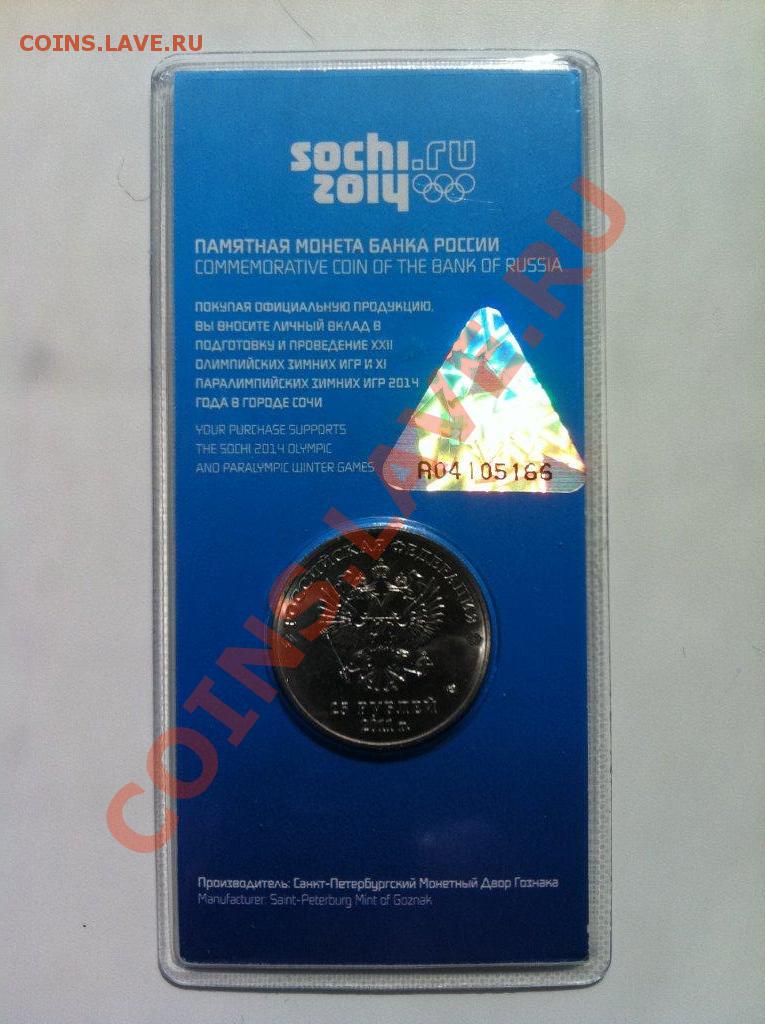 COINS.LAVE.RU
sochi.ru
2014
ПАМЯТНАЯ МОНЕТА БАНКА РОССИИ
COMMEMORATIVE COIN OF THE BANK OF RUSSIA
ПОКУПАЯ ОФИЦИАЛЬНУЮ ПРОДУКЦИЮ,
ВЫ ВНОСИТЕ ЛИЧНЫЙ ВКЛАД В
ПОДГОТОВКУ И ПРОВЕДЕНИЕ XXII
ОЛИМПИЙСКИХ ЗИМНИХ ИГР И XI
ПАРАЛИМПИЙСКИХ ЗИМНИХ ИГР 2014
ГОДА В ГОРОДЕ СОЧИ
YOUR PURCHASE SUPPORTS
THE SOCHI 2014 OLYMPIC
AND PARALYMPIC WINTER GAMES
A04105166
РОССИЙСКАЯ ФЕДЕРАЦИЯ
25 РУБЛЕЙ
2011 г.
Производитель: Санкт-Петербургский Монетный Двор Гознака
Manufacturer: Saint-Peterburg Mint of Goznak
COINS.LAVE.RU